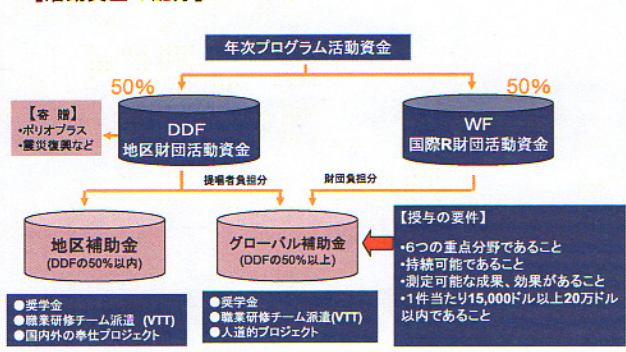 年次プログラム活動資金
50%
50%
【寄 贈】
・ポリオプラス
・震災復興など
DDF
地区財団活動資金
WF
国際R財団活動資金
提唱者負担分
財団負担分
地区補助金
(DDFの50%以内)
グローバル補助金
(DDFの50%以上)
【授与の要件】
・6つの重点分野であること
・持続可能であること
・測定可能な成果、効果があること
・1件当たり15,000ドル以上20万ドル
以内であること
●奨学金
●職業研修チーム派遣 (VTT)
●国内外の奉仕プロジェクト
●奨学金
●職業研修チーム派遣(VTT)
●人道的プロジェクト